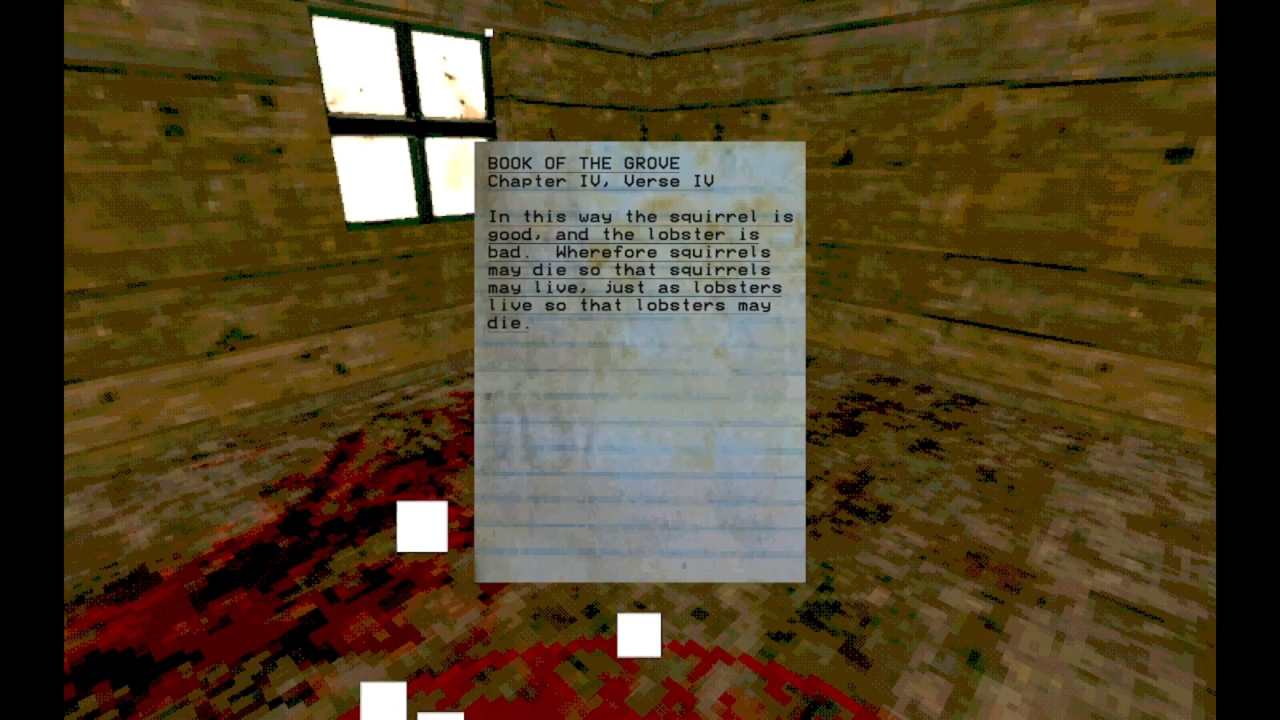 BOOK OF THE GROVE
Chapter IV, Verse IV
In this way the squirrel is
good, and the lobster is
bad.  Wherefore squirrels
may die so that squirrels
may live, just as lobsters
live so that lobsters may
die.